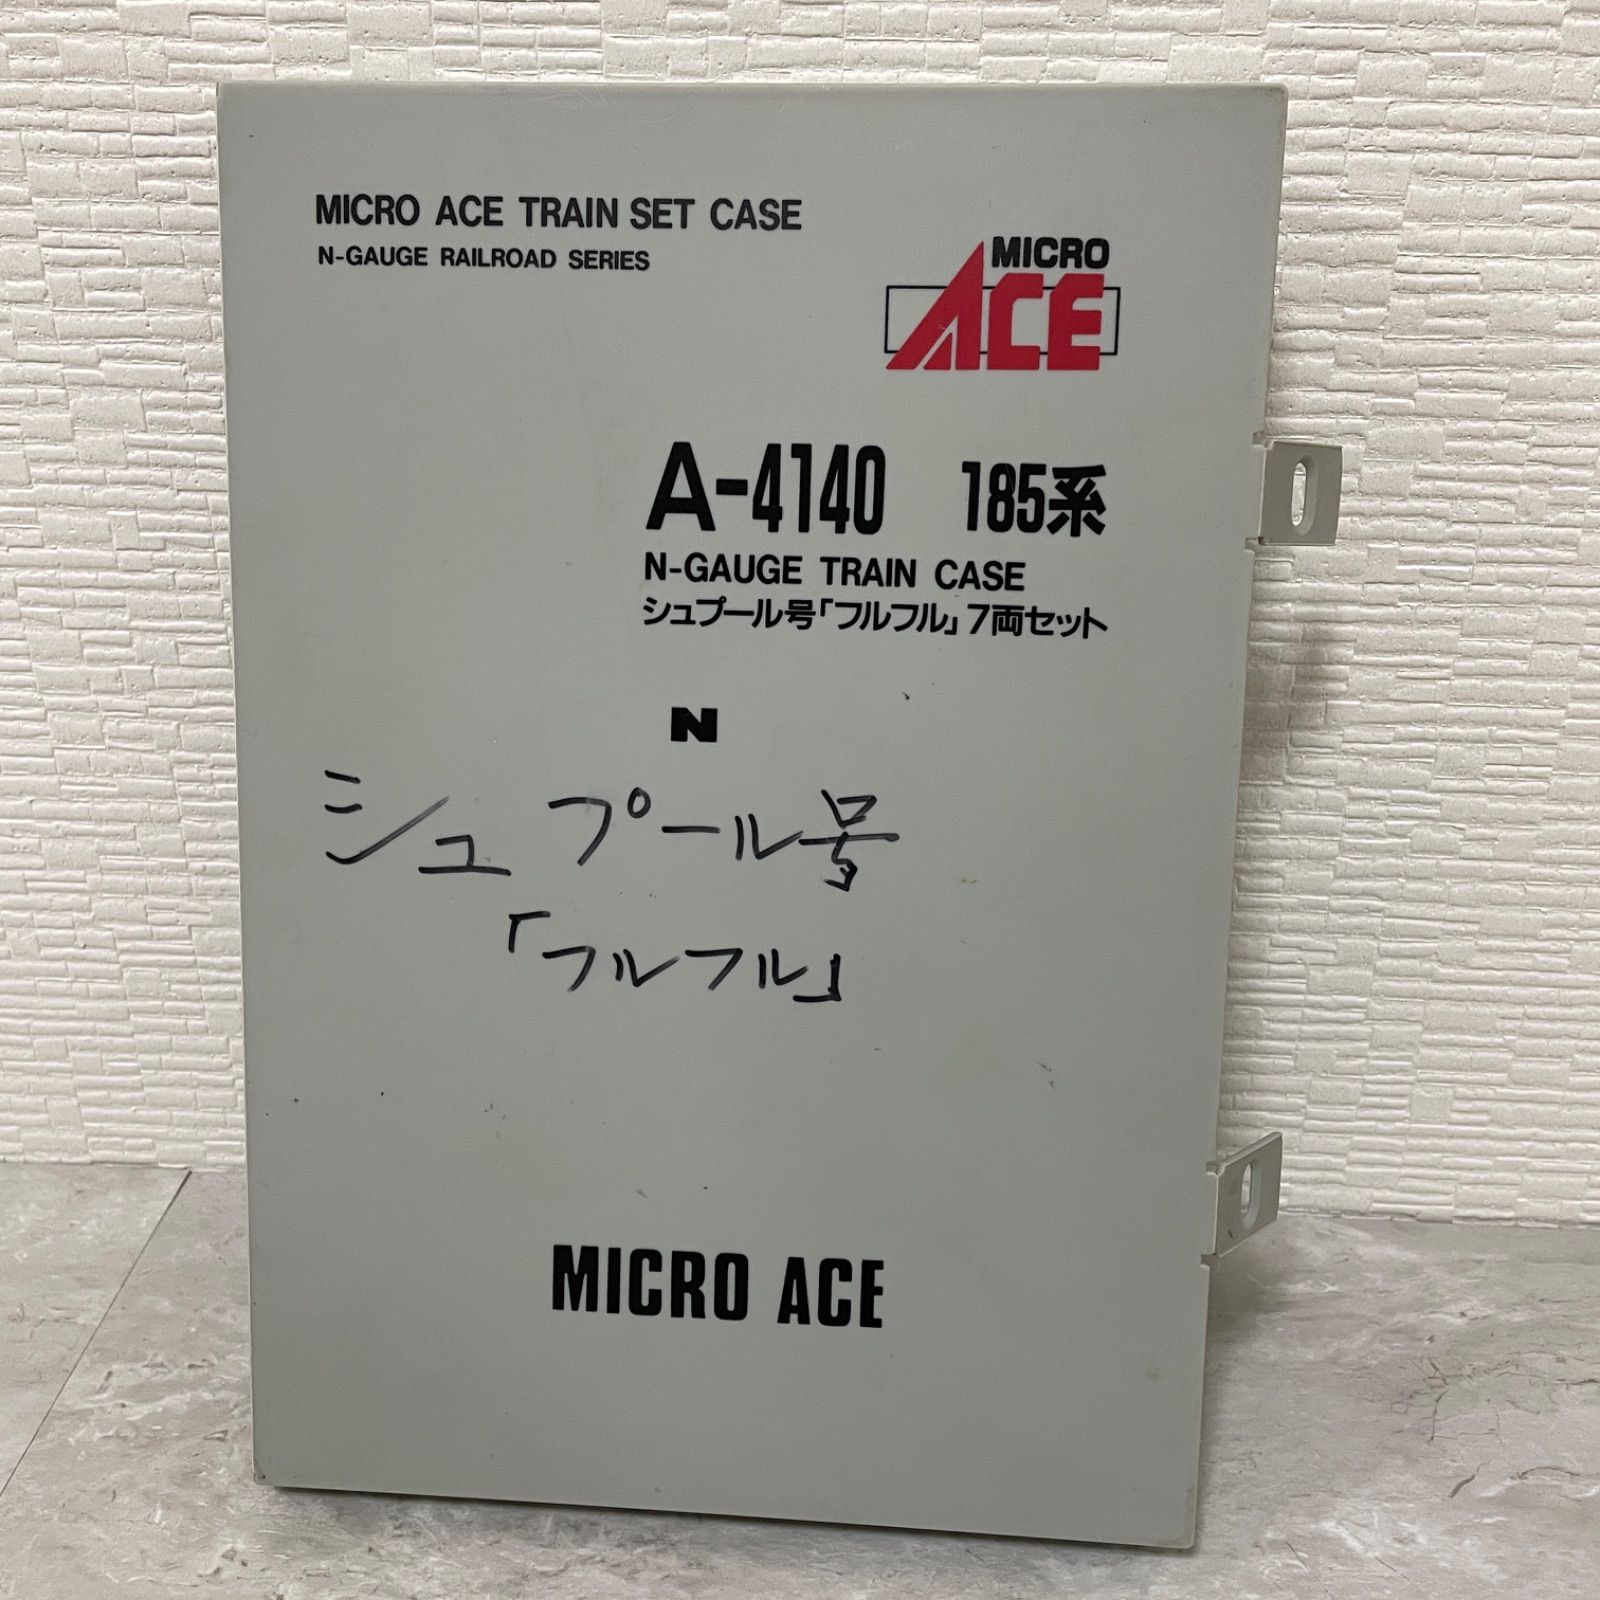 MICRO ACE TRAIN SET CASE
N-GAUGE RAILROAD SERIES
MICRO
ACE
A-4140 185系
N-GAUGE TRAIN CASE
シュプール号「フルフル」7両セット
N
シュプール号
「フルフル」
MICRO ACE